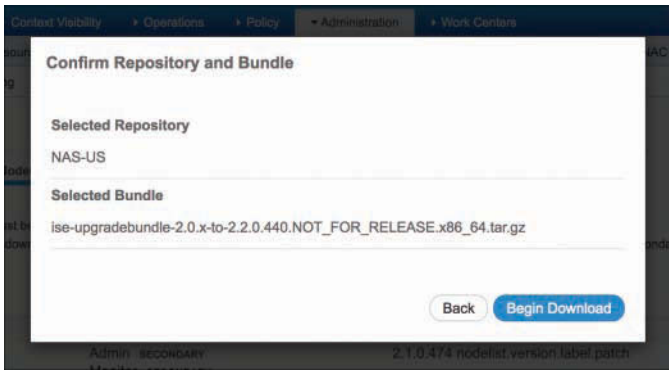 Context Visibility Operations Policy Administration Work Centers
Confirm Repository and Bundle
Selected Repository
NAS-US
Selected Bundle
ise-upgradebundle-2.0.x-to-2.2.0.440.NOT_FOR_RELEASE.x86_64.tar.gz
Back Begin Download
Admin SECONDARY 2.1.0.474 nodelist.version.label.patch